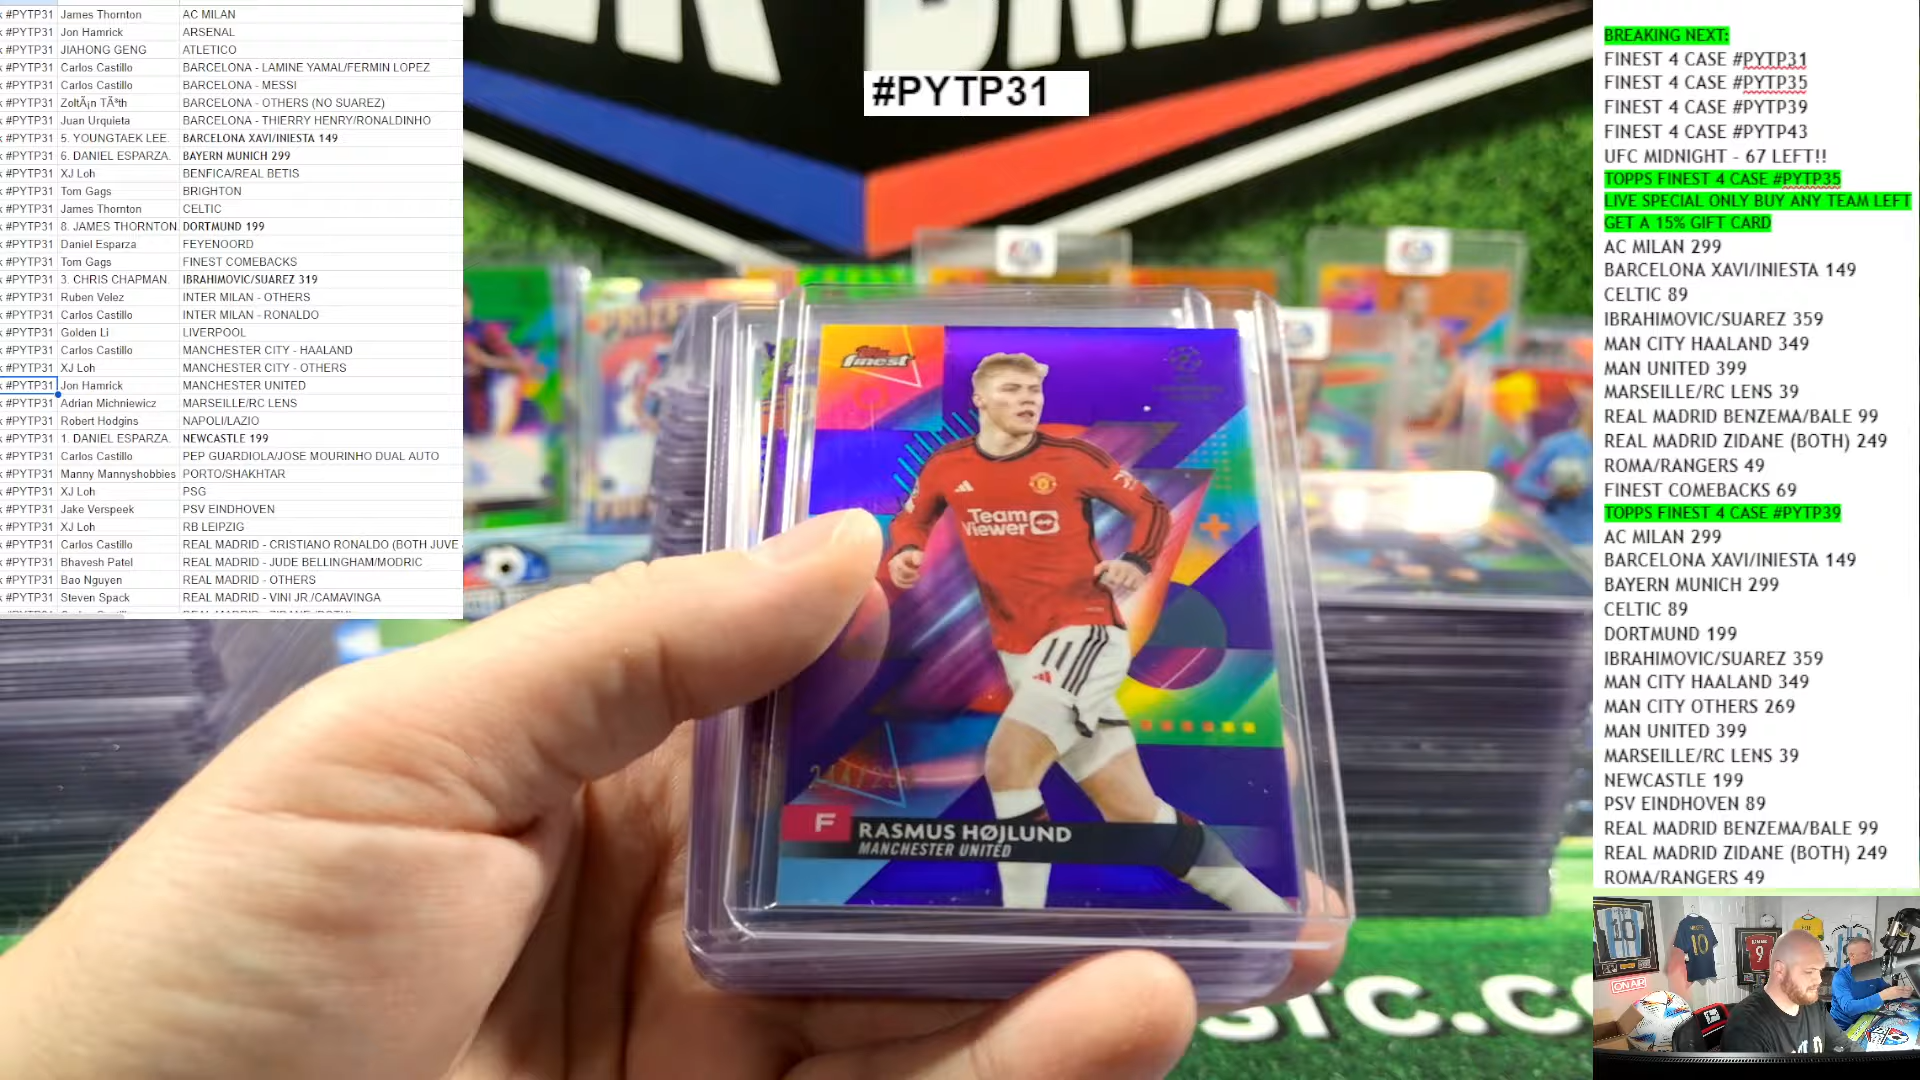 k #PYTP31 James Thornton AC MILAN
k #PYTP31 Jon Hamrick ARSENAL
k #PYTP31 JIAHONG GENG ATLETICO
k #PYTP31 Carlos Castillo BARCELONA - LAMINE YAMAL/FERMIN LOPEZ
k #PYTP31 Carlos Castillo BARCELONA - MESSI
k #PYTP31 ZoltÃ¡n TÃ³th BARCELONA - OTHERS (NO SUAREZ)
k #PYTP31 Juan Urquieta BARCELONA - THIERRY HENRY/RONALDINHO
k #PYTP31 5. YOUNGTAEK LEE. BARCELONA XAVI/INIESTA 149
k #PYTP31 6. DANIEL ESPARZA. BAYERN MUNICH 299
k #PYTP31 XJ Loh BENFICA/REAL BETIS
k #PYTP31 Tom Gags BRIGHTON
k #PYTP31 James Thornton CELTIC
k #PYTP31 8. JAMES THORNTON. DORTMUND 199
k #PYTP31 Daniel Esparza FEYENOORD
k #PYTP31 Tom Gags FINEST COMEBACKS
k #PYTP31 3. CHRIS CHAPMAN. IBRAHIMOVIC/SUAREZ 319
k #PYTP31 Ruben Velez INTER MILAN - OTHERS
k #PYTP31 Carlos Castillo INTER MILAN - RONALDO
k #PYTP31 Golden Li LIVERPOOL
k #PYTP31 Carlos Castillo MANCHESTER CITY - HAALAND
k #PYTP31 XJ Loh MANCHESTER CITY - OTHERS
k #PYTP31 Jon Hamrick MANCHESTER UNITED
k #PYTP31 Adrian Michniewicz MARSEILLE/RC LENS
k #PYTP31 Robert Hodgins NAPOLI/LAZIO
k #PYTP31 1. DANIEL ESPARZA. NEWCASTLE 199
k #PYTP31 Carlos Castillo PEP GUARDIOLA/JOSE MOURINHO DUAL AUTO
k #PYTP31 Manny Mannyshobbies PORTO/SHAKHTAR
k #PYTP31 XJ Loh PSG
k #PYTP31 Jake Verspeek PSV EINDHOVEN
k #PYTP31 XJ Loh RB LEIPZIG
k #PYTP31 Carlos Castillo REAL MADRID - CRISTIANO RONALDO (BOTH JUVE
k #PYTP31 Bhavesh Patel REAL MADRID - JUDE BELLINGHAM/MODRIC
k #PYTP31 Bao Nguyen REAL MADRID - OTHERS
k #PYTP31 Steven Spack REAL MADRID - VINI JR./CAMAVINGA
#PYTP31
Topps
finest
Team
Viewer
11
F RASMUS HØJLUND
MANCHESTER UNITED
BREAKING NEXT:
FINEST 4 CASE #PYTP31
FINEST 4 CASE #PYTP35
FINEST 4 CASE #PYTP39
FINEST 4 CASE #PYTP43
UFC MIDNIGHT - 67 LEFT!!
TOPPS FINEST 4 CASE #PYTP35
LIVE SPECIAL ONLY BUY ANY TEAM LEFT
GET A 15% GIFT CARD
AC MILAN 299
BARCELONA XAVI/INIESTA 149
CELTIC 89
IBRAHIMOVIC/SUAREZ 359
MAN CITY HAALAND 349
MAN UNITED 399
MARSEILLE/RC LENS 39
REAL MADRID BENZEMA/BALE 99
REAL MADRID ZIDANE (BOTH) 249
ROMA/RANGERS 49
FINEST COMEBACKS 69
TOPPS FINEST 4 CASE #PYTP39
AC MILAN 299
BARCELONA XAVI/INIESTA 149
BAYERN MUNICH 299
CELTIC 89
DORTMUND 199
IBRAHIMOVIC/SUAREZ 359
MAN CITY HAALAND 349
MAN CITY OTHERS 269
MAN UNITED 399
MARSEILLE/RC LENS 39
NEWCASTLE 199
PSV EINDHOVEN 89
REAL MADRID BENZEMA/BALE 99
REAL MADRID ZIDANE (BOTH) 249
ROMA/RANGERS 49
10
10
9
ON AIR